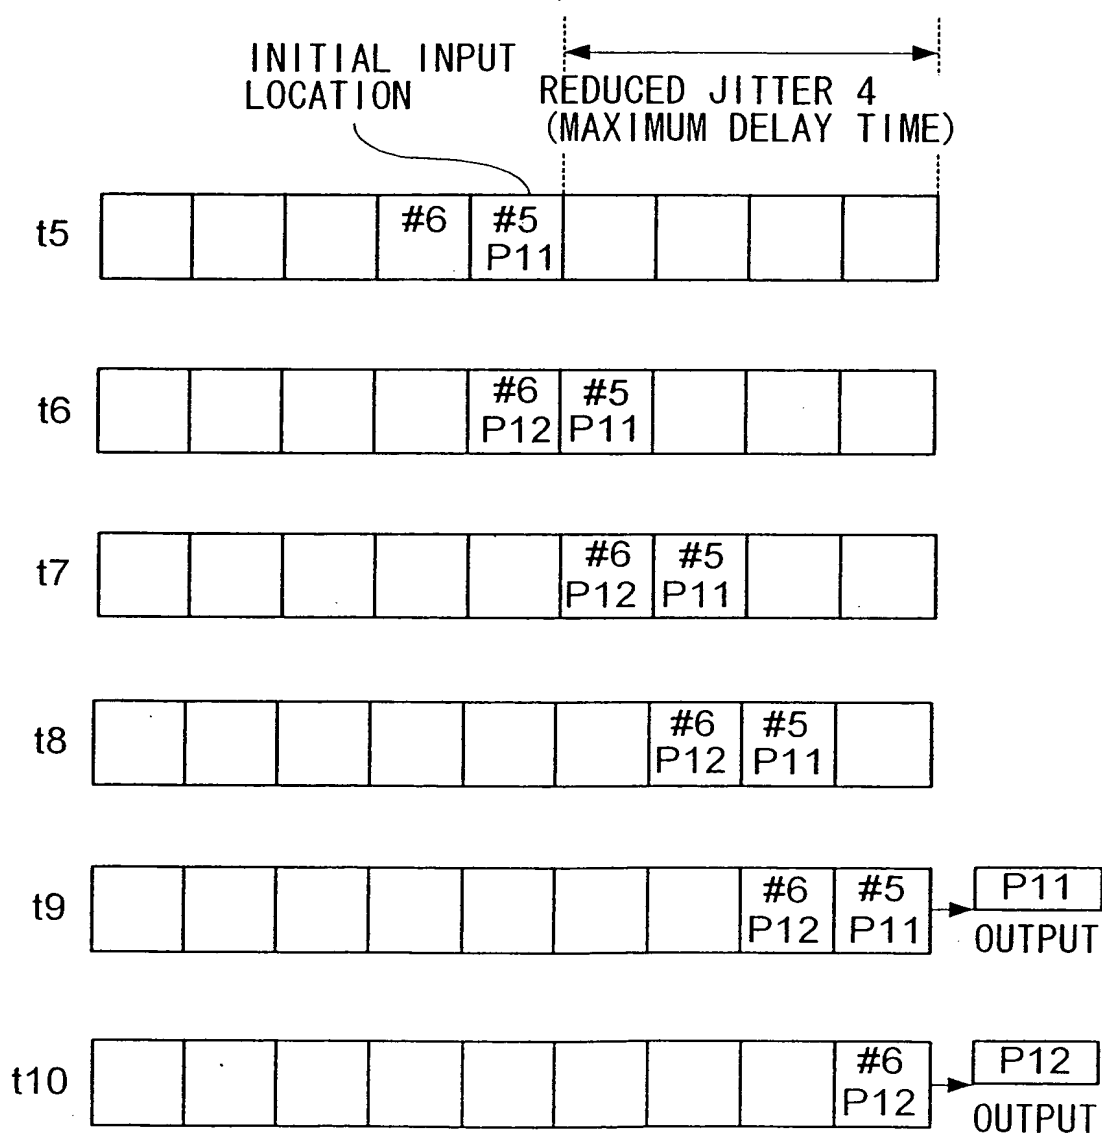 INITIAL INPUT
LOCATION
REDUCED JITTER 4
(MAXIMUM DELAY TIME)
t5
#6
#5
P11
t6
#6
P12
#5
P11
t7
#6
P12
#5
P11
t8
#6
P12
#5
P11
t9
#6
P12
#5
P11
P11
OUTPUT
t10
#6
P12
P12
OUTPUT